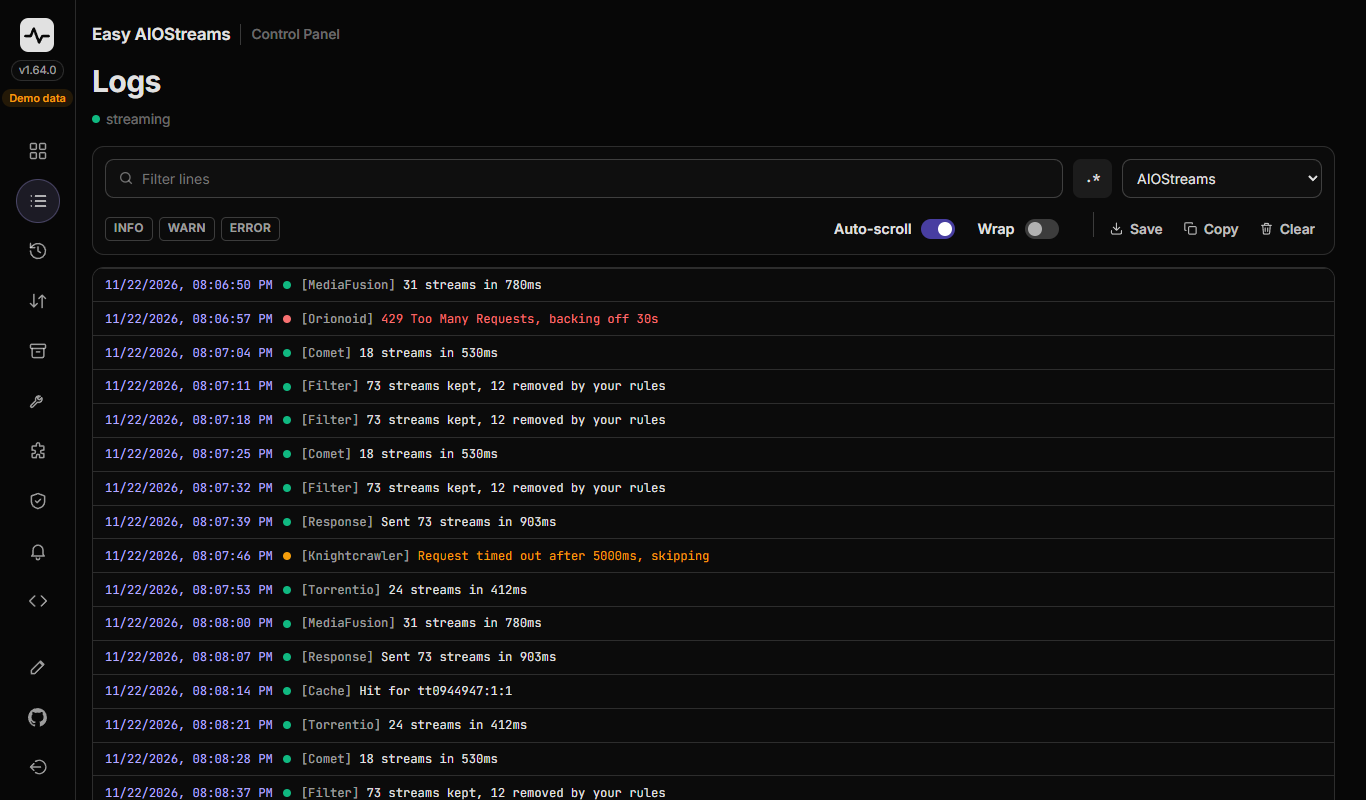 Easy AIOStreams Control Panel
v1.64.0
Demo data
Logs
streaming
Filter lines .* AIOStreams
INFO WARN ERROR Auto-scroll Wrap Save Copy Clear
11/22/2026, 08:06:50 PM [MediaFusion] 31 streams in 780ms
11/22/2026, 08:06:57 PM [Orionoid] 429 Too Many Requests, backing off 30s
11/22/2026, 08:07:04 PM [Comet] 18 streams in 530ms
11/22/2026, 08:07:11 PM [Filter] 73 streams kept, 12 removed by your rules
11/22/2026, 08:07:18 PM [Filter] 73 streams kept, 12 removed by your rules
11/22/2026, 08:07:25 PM [Comet] 18 streams in 530ms
11/22/2026, 08:07:32 PM [Filter] 73 streams kept, 12 removed by your rules
11/22/2026, 08:07:39 PM [Response] Sent 73 streams in 903ms
11/22/2026, 08:07:46 PM [Knightcrawler] Request timed out after 5000ms, skipping
11/22/2026, 08:07:53 PM [Torrentio] 24 streams in 412ms
11/22/2026, 08:08:00 PM [MediaFusion] 31 streams in 780ms
11/22/2026, 08:08:07 PM [Response] Sent 73 streams in 903ms
11/22/2026, 08:08:14 PM [Cache] Hit for tt0944947:1:1
11/22/2026, 08:08:21 PM [Torrentio] 24 streams in 412ms
11/22/2026, 08:08:28 PM [Comet] 18 streams in 530ms
11/22/2026, 08:08:37 PM [Filter] 73 streams kept, 12 removed by your rules